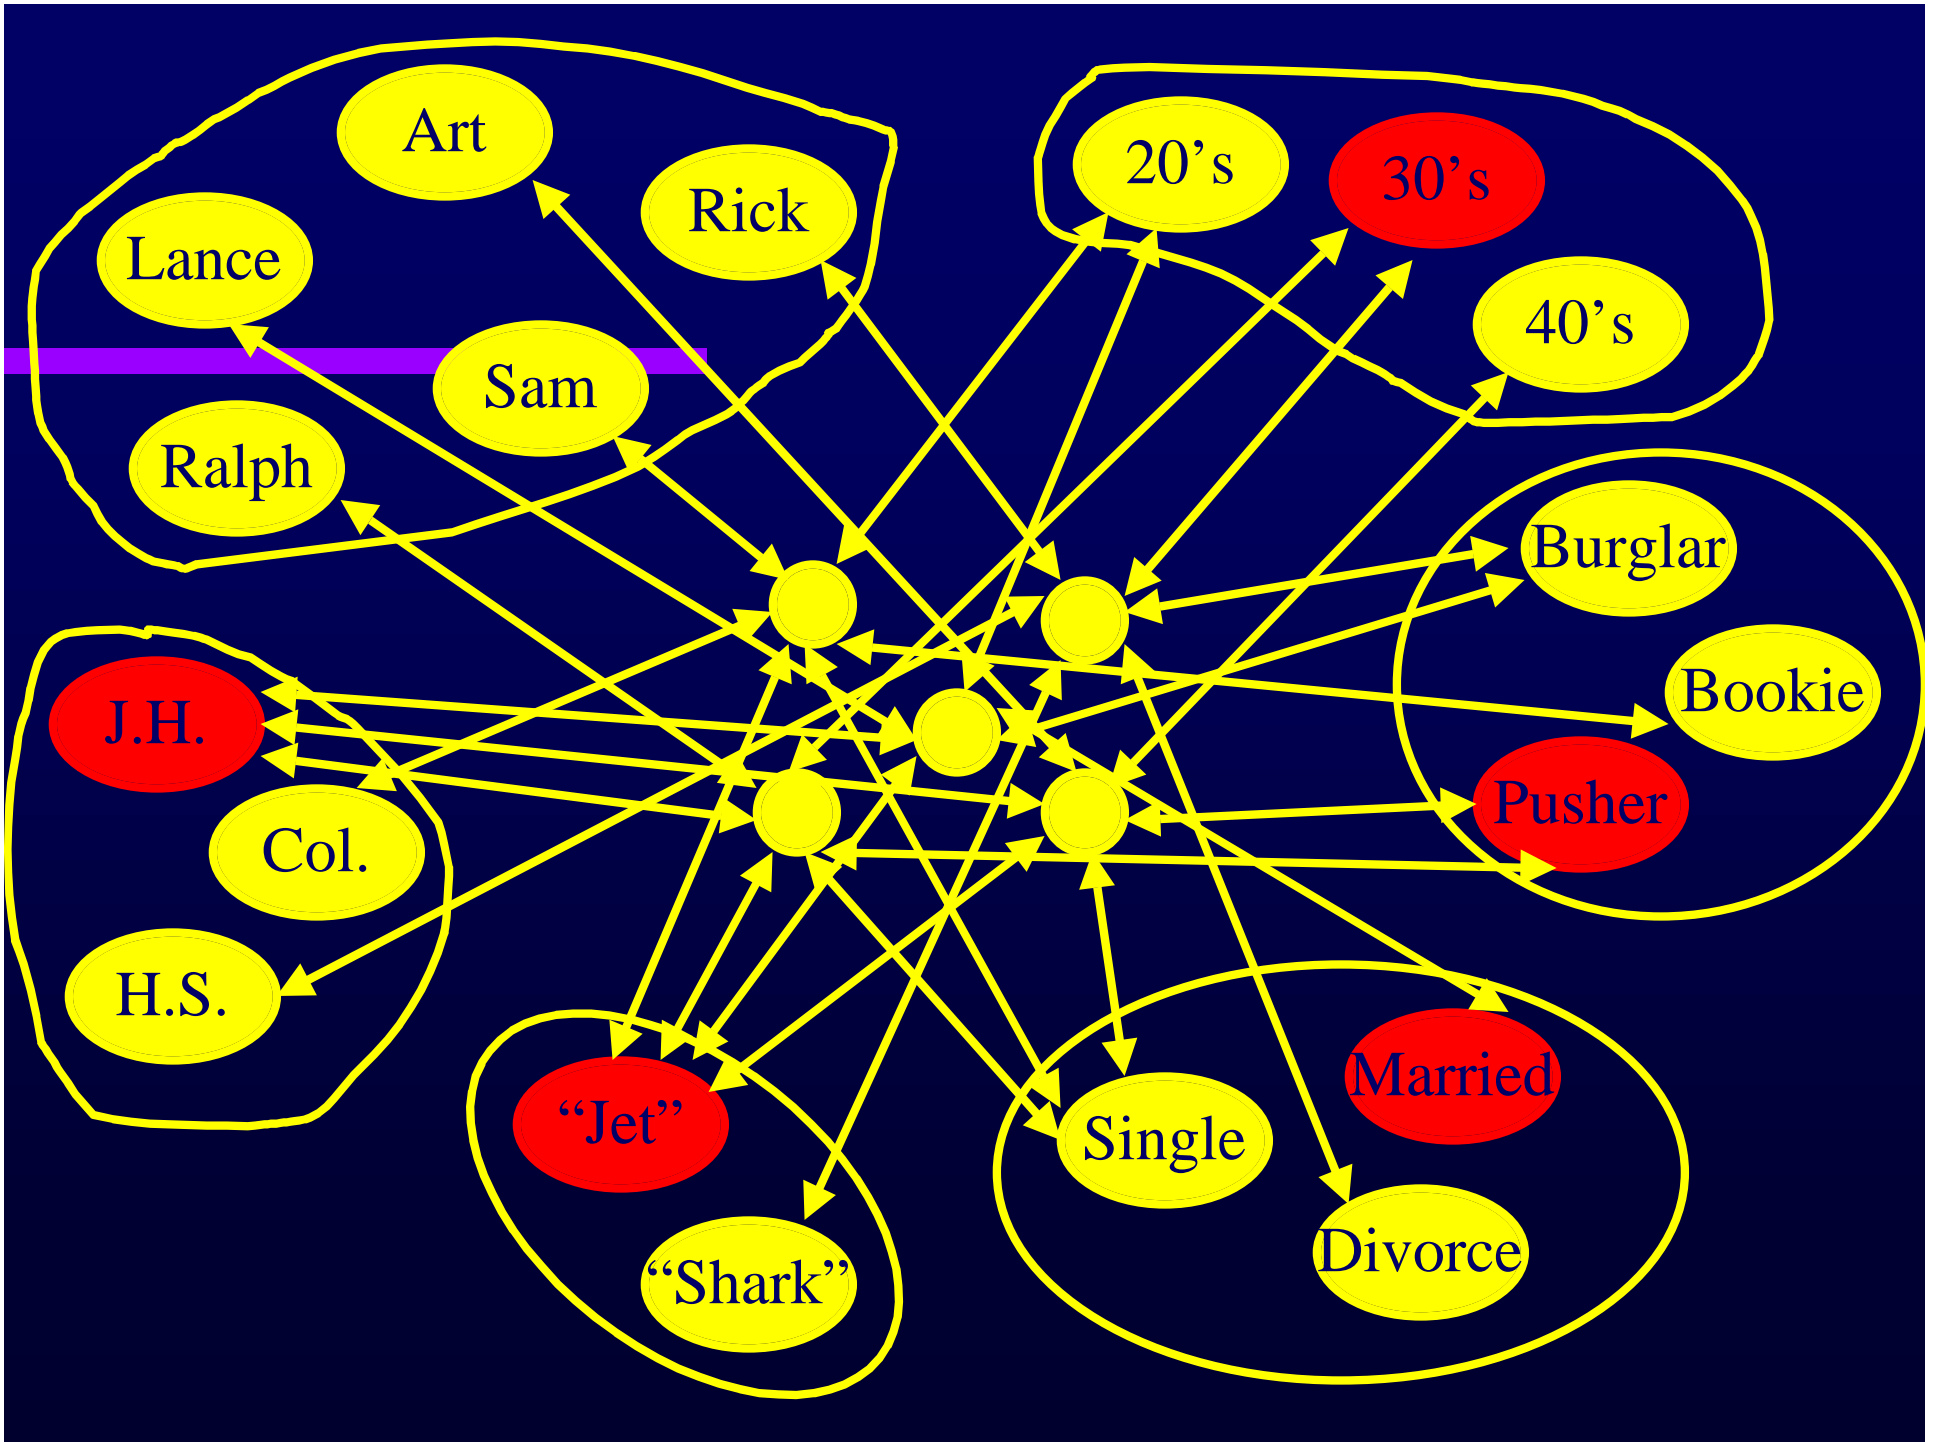 Art
Rick
Lance
Sam
Ralph
20’s
30’s
40’s
Burglar
Bookie
Pusher
J.H.
Col.
H.S.
“Jet”
“Shark”
Single
Married
Divorce